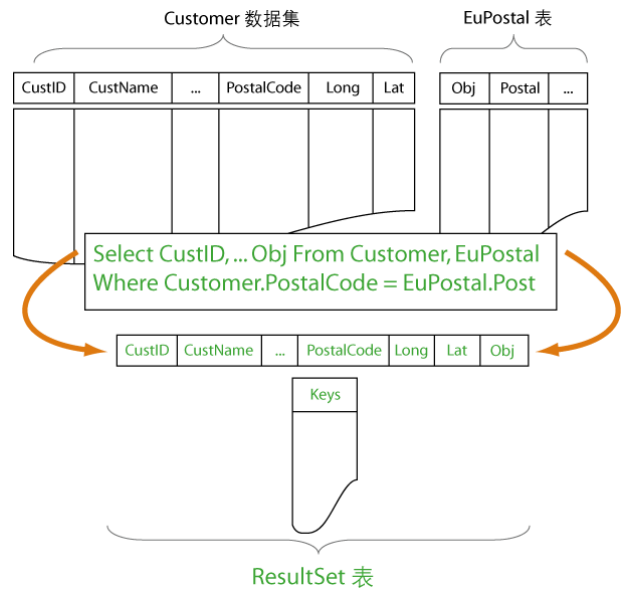 Customer 数据集 EuPostal 表
CustID CustName ... PostalCode Long Lat Obj Postal ...
Select CustID, ... Obj From Customer, EuPostal
Where Customer.PostalCode = EuPostal.Post
CustID CustName ... PostalCode Long Lat Obj
Keys
ResultSet 表